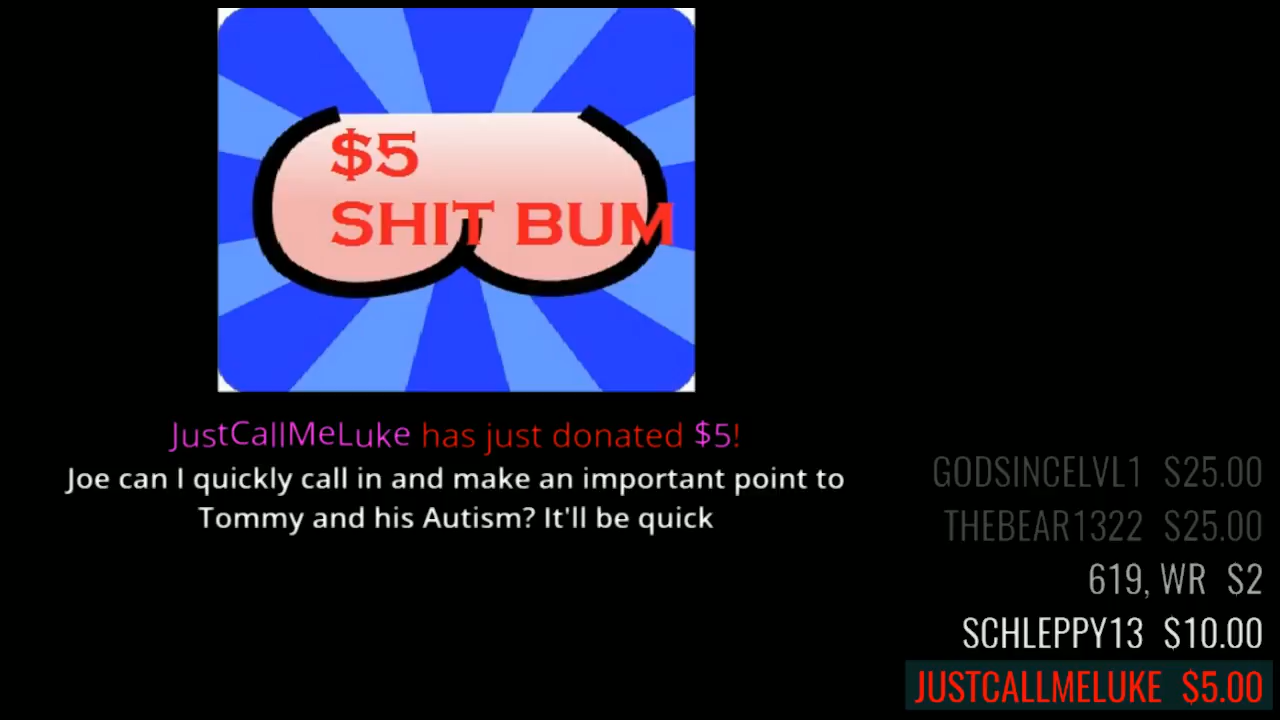 $5
SHIT BUM
JustCallMeLuke has just donated $5!
Joe can I quickly call in and make an important point to
Tommy and his Autism? It'll be quick
GODSINCELVL1 $25.00
THEBEAR1322 $25.00
619, WR $2
SCHLEPPY13 $10.00
JUSTCALLMELUKE $5.00